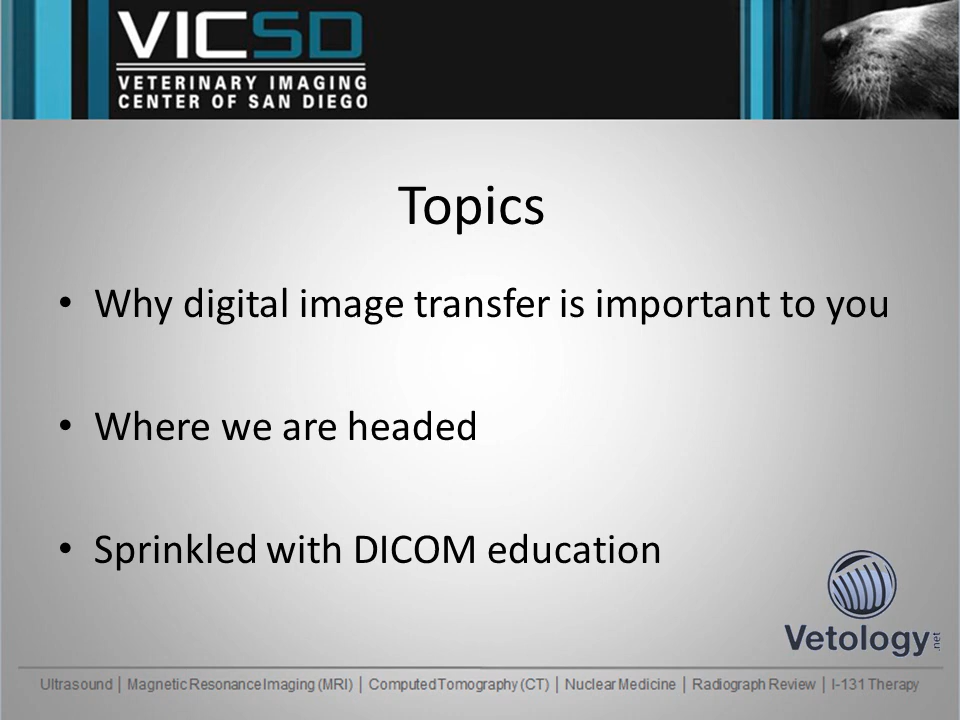 VICSD
VETERINARY IMAGING
CENTER OF SAN DIEGO
Topics
• Why digital image transfer is important to you
• Where we are headed
• Sprinkled with DICOM education
Vetology.net
Ultrasound | Magnetic Resonance Imaging (MRI) | Computed Tomography (CT) | Nuclear Medicine | Radiograph Review | I-131 Therapy